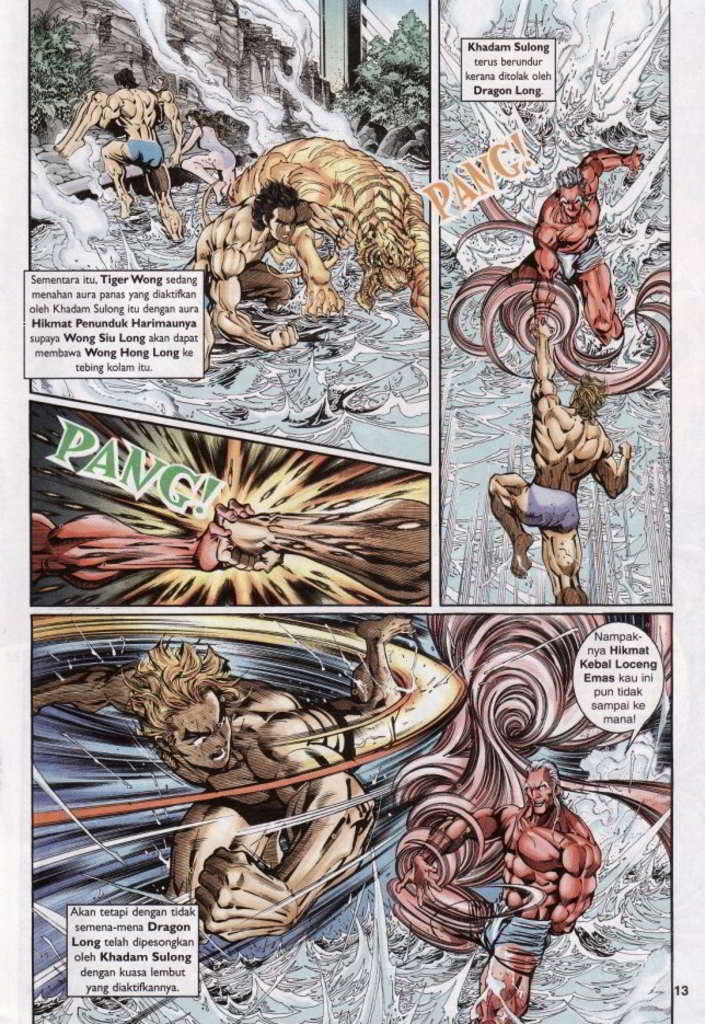 Sementara itu, Tiger Wong sedang
menahan aura panas yang diaktifkan
oleh Khadam Sulong itu dengan aura
Hikmat Penunduk Harimaunya
supaya Wong Siu Long akan dapat
membawa Wong Hong Long ke
tebing kolam itu.
Khadam Sulong
terus berundur
kerana ditolak oleh
Dragon Long.
PANG!
PANG!
Nampak-
nya Hikmat
Kebal Loceng
Emas kau ini
pun tidak
sampai ke
mana!
Akan tetapi dengan tidak
semena-mena Dragon
Long telah dipesongkan
oleh Khadam Sulong
dengan kuasa lembut
yang diaktifkannya.
13